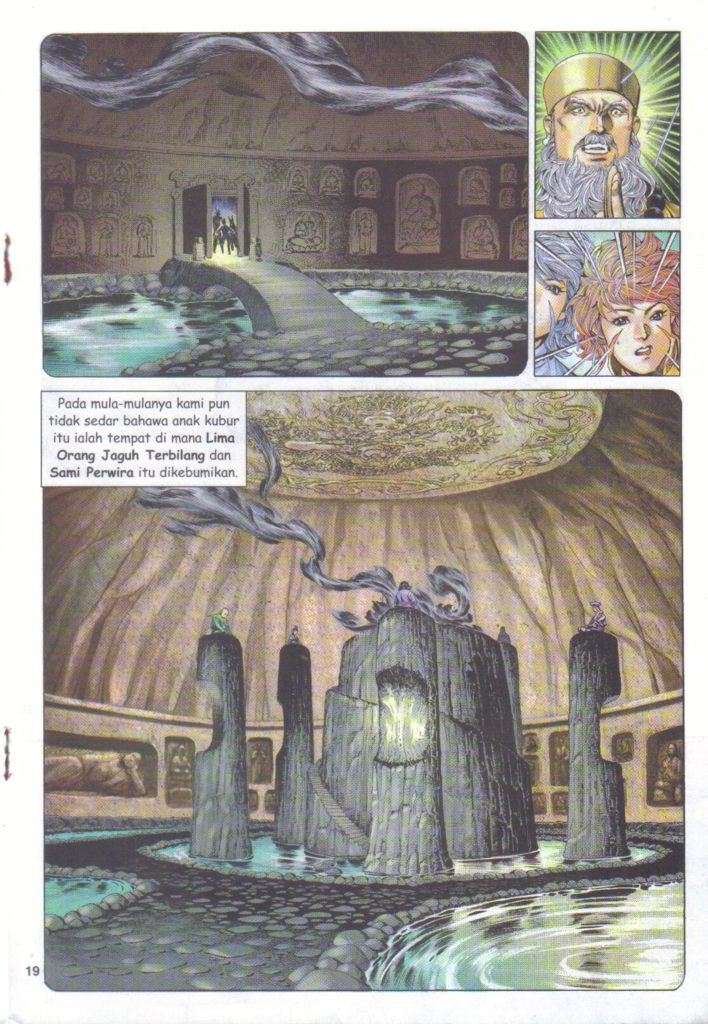 Pada mula-mulanya kami pun
tidak sedar bahawa anak kubur
itu ialah tempat di mana Lima
Orang Jaguh Terbilang dan
Sami Perwira itu dikebumikan.
19